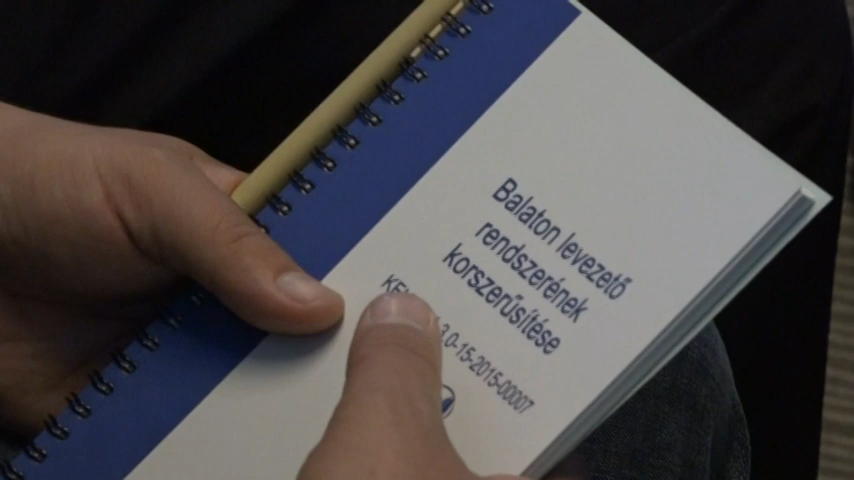 Balaton levezető
rendszerének
korszerűsítése
3.0-15-2015-00007